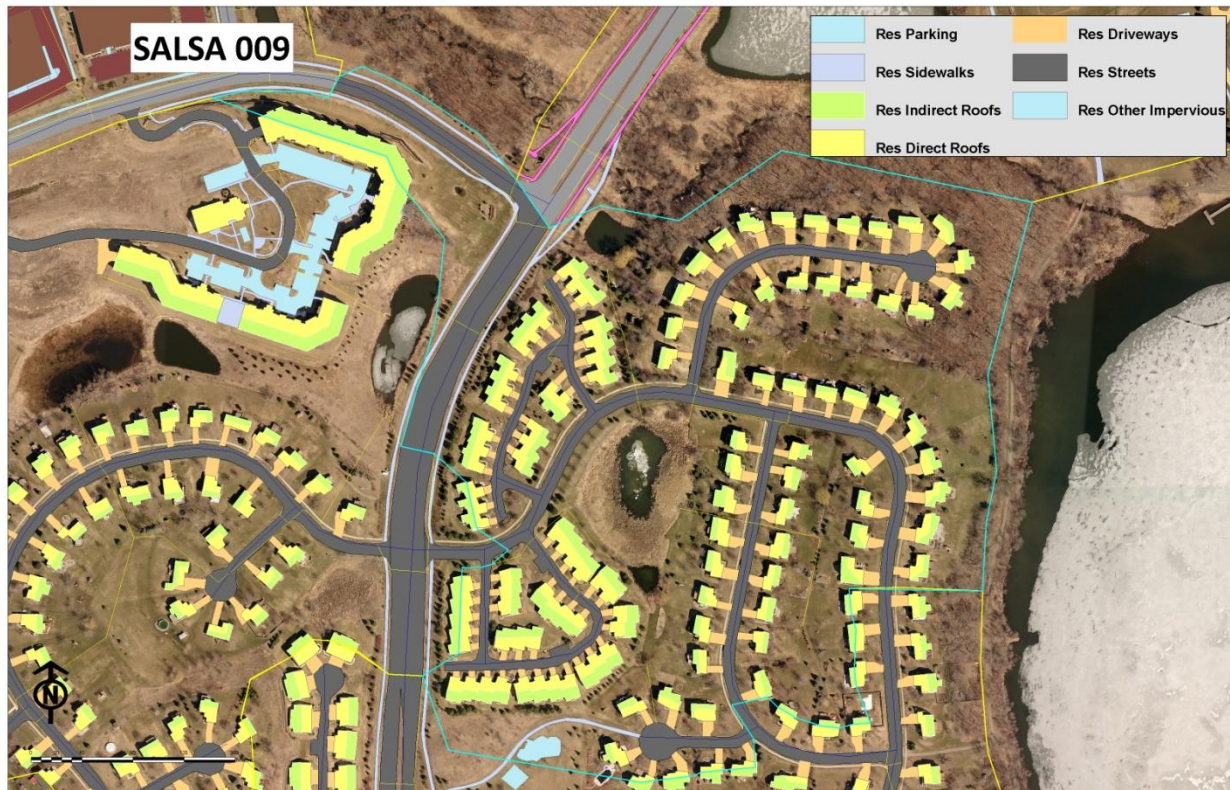 SALSA 009
Res Parking
Res Driveways
Res Sidewalks
Res Streets
Res Indirect Roofs
Res Other Impervious
Res Direct Roofs
N